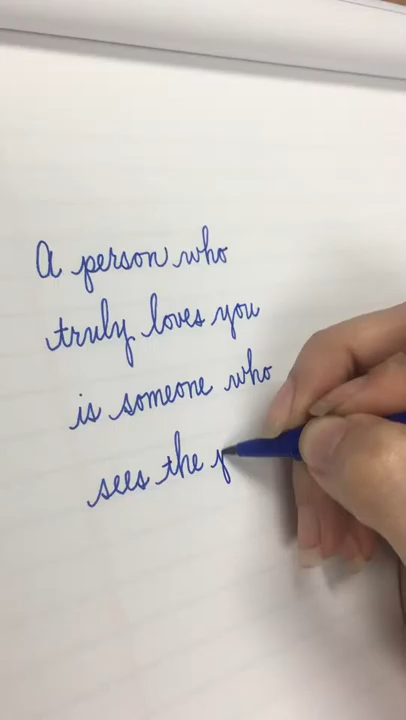 A person who
truly loves you
is someone who
sees the